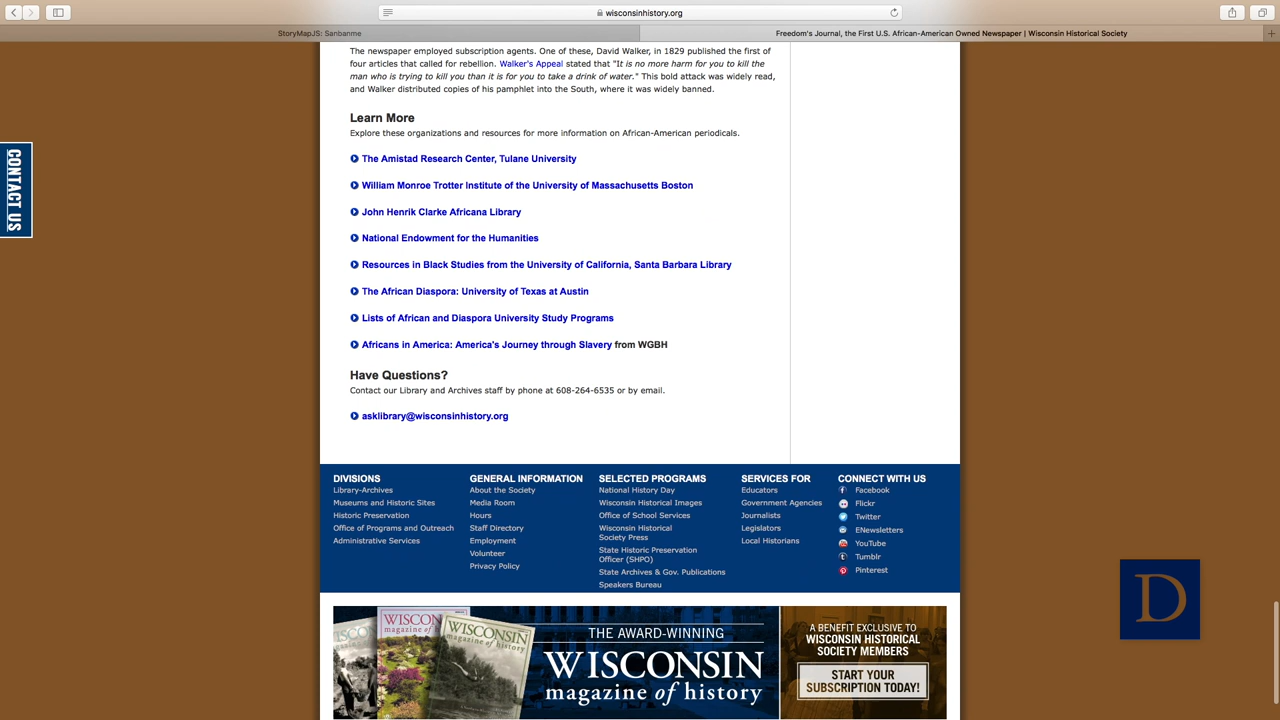 wisconsinhistory.org
StoryMapJS: Sanbanme
Freedom's Journal, the First U.S. African-American Owned Newspaper | Wisconsin Historical Society
The newspaper employed subscription agents. One of these, David Walker, in 1829 published the first of
four articles that called for rebellion. Walker's Appeal stated that "It is no more harm for you to kill the
man who is trying to kill you than it is for you to take a drink of water." This bold attack was widely read,
and Walker distributed copies of his pamphlet into the South, where it was widely banned.
Learn More
Explore these organizations and resources for more information on African-American periodicals.
The Amistad Research Center, Tulane University
William Monroe Trotter Institute of the University of Massachusetts Boston
John Henrik Clarke Africana Library
National Endowment for the Humanities
Resources in Black Studies from the University of California, Santa Barbara Library
The African Diaspora: University of Texas at Austin
Lists of African and Diaspora University Study Programs
Africans in America: America's Journey through Slavery from WGBH
Have Questions?
Contact our Library and Archives staff by phone at 608-264-6535 or by email.
asklibrary@wisconsinhistory.org
CONTACT US
DIVISIONS
Library-Archives
Museums and Historic Sites
Historic Preservation
Office of Programs and Outreach
Administrative Services
GENERAL INFORMATION
About the Society
Media Room
Hours
Staff Directory
Employment
Volunteer
Privacy Policy
SELECTED PROGRAMS
National History Day
Wisconsin Historical Images
Office of School Services
Wisconsin Historical
Society Press
State Historic Preservation
Officer (SHPO)
State Archives & Gov. Publications
Speakers Bureau
SERVICES FOR
Educators
Government Agencies
Journalists
Legislators
Local Historians
CONNECT WITH US
Facebook
Flickr
Twitter
ENewsletters
YouTube
Tumblr
Pinterest
D
WISCONS
magazine of hi
WISCONSIN
magazine of history
THE AWARD-WINNING
WISCONSIN
magazine of history
A BENEFIT EXCLUSIVE TO
WISCONSIN HISTORICAL
SOCIETY MEMBERS
START YOUR
SUBSCRIPTION TODAY!